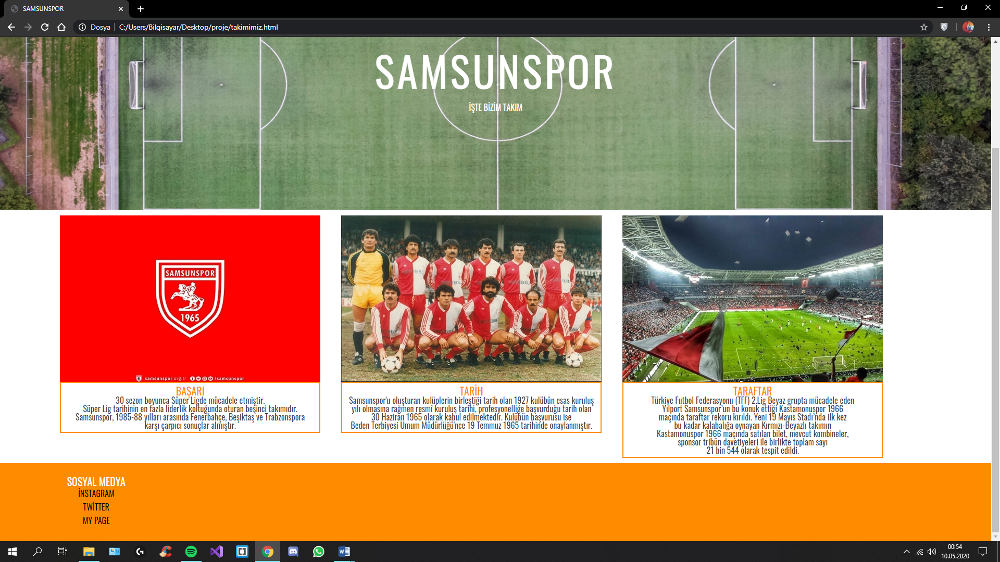 SAMSUNSPOR
Dosya
C:/Users/Bilgisayar/Desktop/proje/takimimiz.html
SAMSUNSPOR
İŞTE BİZİM TAKIM
SAMSUNSPOR
1965
samsunspor.org.tr /samsunspor
BAŞARI
30 sezon boyunca Süper Ligde mücadele etmiştir.
Süper Lig tarihinin en fazla liderlik koltuğunda oturan beşinci takımıdır.
Samsunspor, 1985-88 yılları arasında Fenerbahçe, Beşiktaş ve Trabzonspora
karşı çarpıcı sonuçlar almıştır.
TARİH
Samsunspor'u oluşturan kulüplerin birleştiği tarih olan 1927 kulübün esas kuruluş
yılı olmasına rağmen resmî kuruluş tarihi, profesyonelliğe başvurduğu tarih olan
30 Haziran 1965 olarak kabul edilmektedir. Kulübün başvurusu ise
Beden Terbiyesi Umum Müdürlüğü'nce 19 Temmuz 1965 tarihinde onaylanmıştır.
TARAFTAR
Türkiye Futbol Federasyonu (TFF) 2.Lig Beyaz grupta mücadele eden
Yılport Samsunspor’un bu konuk ettiği Kastamonuspor 1966
maçında taraftar rekoru kırıldı. Yeni 19 Mayıs Stadı’nda ilk kez
bu kadar kalabalığa oynayan Kırmızı-Beyazlı takımın
Kastamonuspor 1966 maçında satılan bilet, mevcut kombineler,
sponsor tribün davetiyeleri ile birlikte toplam sayı
21 bin 544 olarak tespit edildi.
SOSYAL MEDYA
İNSTAGRAM
TWİTTER
MY PAGE
00:54
10.05.2020